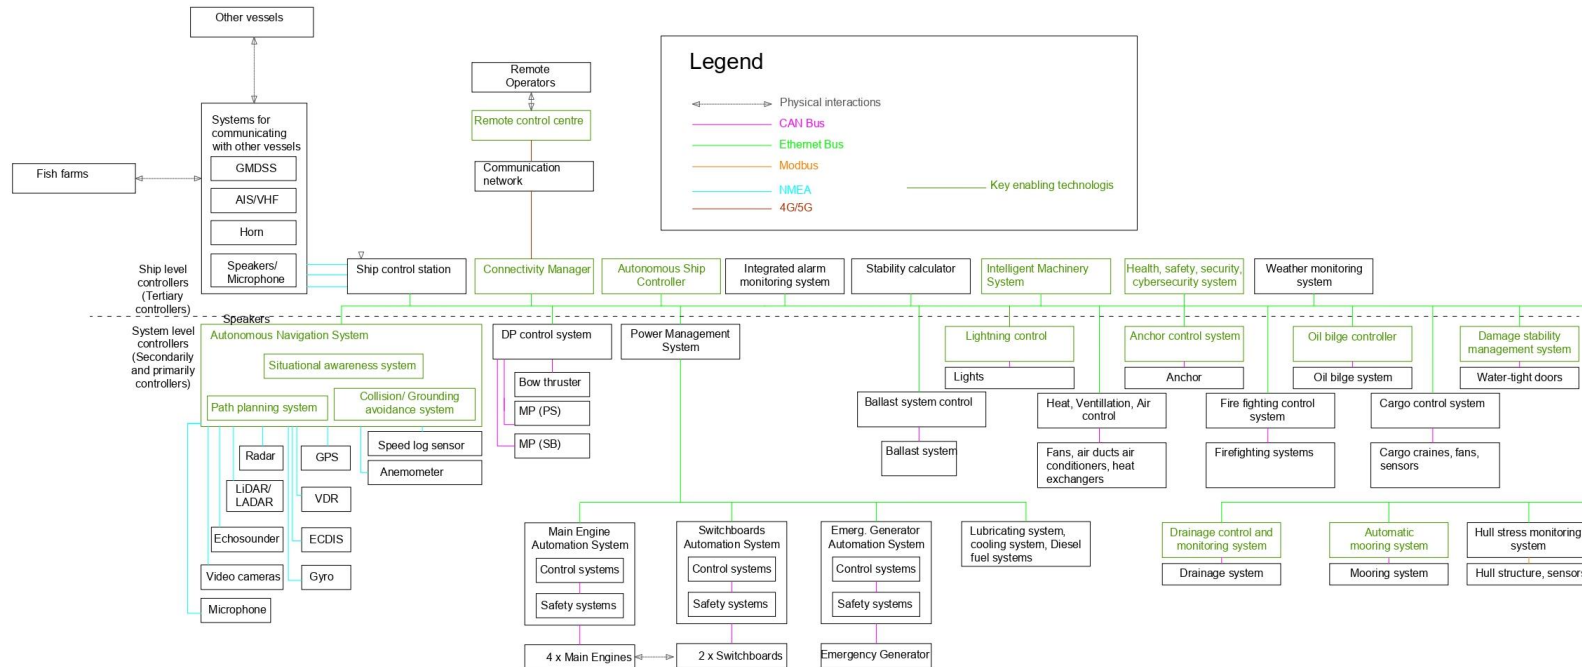 Other vessels
Remote
Operators
Legend
Physical interactions
CAN Bus
Ethernet Bus
Modbus
NMEA
4G/5G
Key enabling technologis
Systems for
communicating
with other vessels
GMDSS
AIS/VHF
Horn
Speakers/
Microphone
Fish farms
Remote control centre
Communication
network
Ship level
controllers
(Tertiary
controllers)
Ship control station
Connectivity Manager
Autonomous Ship
Controller
Integrated alarm
monitoring system
Stability calculator
Intelligent Machinery
System
Health, safety, security,
cybersecurity system
Weather monitoring
system
System level
controllers
(Secondarily
and primarily
controllers)
Speakers
Autonomous Navigation System
Situational awareness system
Path planning system
Collision/ Grounding
avoidance system
DP control system
Bow thruster
MP (PS)
MP (SB)
Power Management
System
Lightning control
Lights
Anchor control system
Anchor
Oil bilge controller
Oil bilge system
Damage stability
management system
Water-tight doors
Ballast system control
Ballast system
Heat, Ventillation, Air
control
Fans, air ducts air
conditioners, heat
exchangers
Fire fighting control
system
Firefighting systems
Cargo control system
Cargo craines, fans,
sensors
Speed log sensor
Anemometer
Radar
GPS
LiDAR/
LADAR
VDR
Echosounder
ECDIS
Video cameras
Gyro
Microphone
Main Engine
Automation System
Control systems
Safety systems
4 x Main Engines
Switchboards
Automation System
Control systems
Safety systems
2 x Switchboards
Emerg. Generator
Automation System
Control systems
Safety systems
Emergency Generator
Lubricating system,
cooling system, Diesel
fuel systems
Drainage control and
monitoring system
Drainage system
Automatic
mooring system
Mooring system
Hull stress monitoring
system
Hull structure, sensors